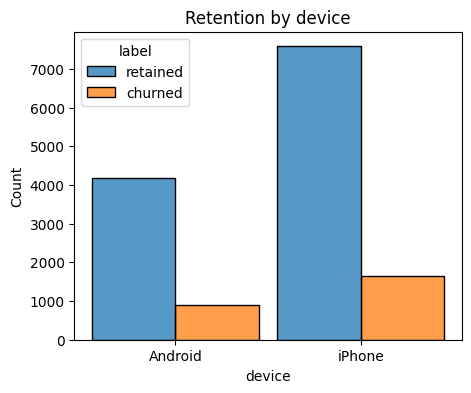 Retention by device
label
retained
churned
Count
7000
6000
5000
4000
3000
2000
1000
0
Android
iPhone
device